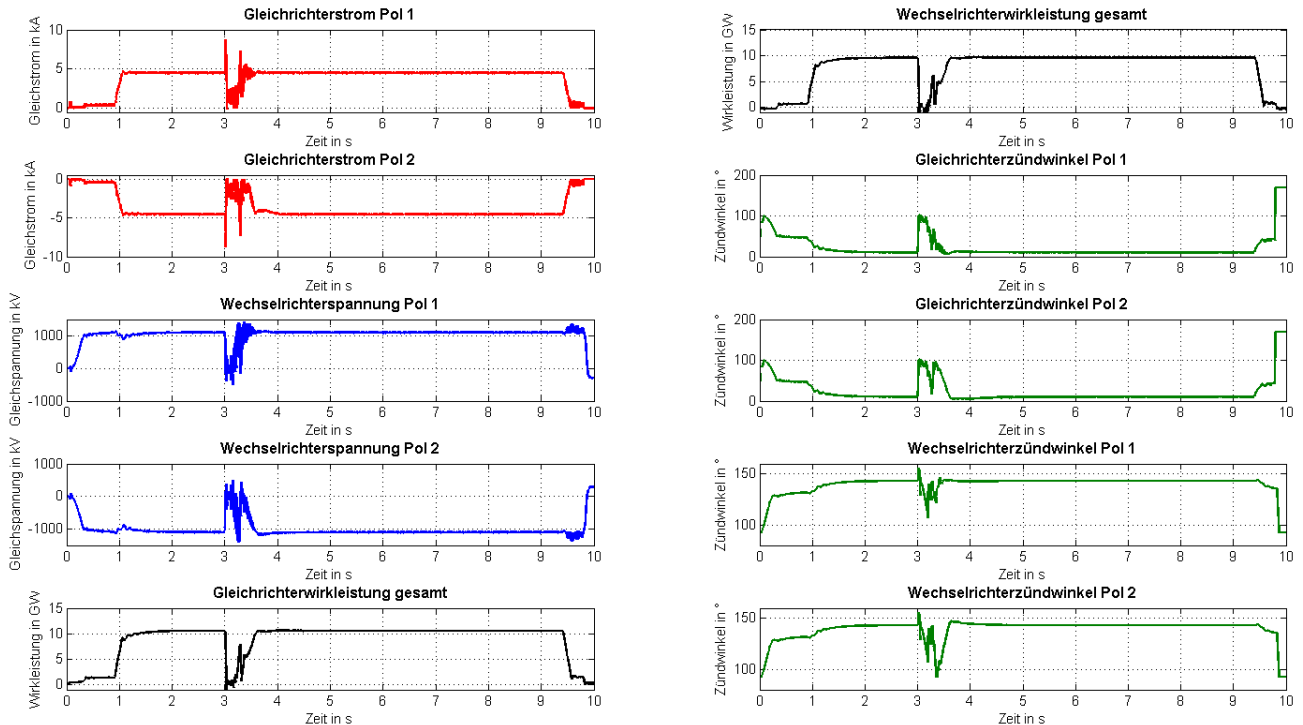 Gleichrichterstrom Pol 1
Gleichstrom in kA
10
5
0
0 1 2 3 4 5 6 7 8 9 10
Zeit in s
Gleichrichterstrom Pol 2
Gleichstrom in kA
0
-5
-10
0 1 2 3 4 5 6 7 8 9 10
Zeit in s
Wechselrichterspannung Pol 1
Gleichspannung in kV
1000
0
-1000
0 1 2 3 4 5 6 7 8 9 10
Zeit in s
Wechselrichterspannung Pol 2
Gleichspannung in kV
1000
0
-1000
0 1 2 3 4 5 6 7 8 9 10
Zeit in s
Gleichrichterwirkleistung gesamt
Wirkleistung in GW
15
10
5
0
0 1 2 3 4 5 6 7 8 9 10
Zeit in s
Wechselrichterwirkleistung gesamt
Wirkleistung in GW
15
10
5
0
0 1 2 3 4 5 6 7 8 9 10
Zeit in s
Gleichrichterzündwinkel Pol 1
Zündwinkel in °
200
100
0
0 1 2 3 4 5 6 7 8 9 10
Zeit in s
Gleichrichterzündwinkel Pol 2
Zündwinkel in °
200
100
0
0 1 2 3 4 5 6 7 8 9 10
Zeit in s
Wechselrichterzündwinkel Pol 1
Zündwinkel in °
150
100
0 1 2 3 4 5 6 7 8 9 10
Zeit in s
Wechselrichterzündwinkel Pol 2
Zündwinkel in °
150
100
0 1 2 3 4 5 6 7 8 9 10
Zeit in s